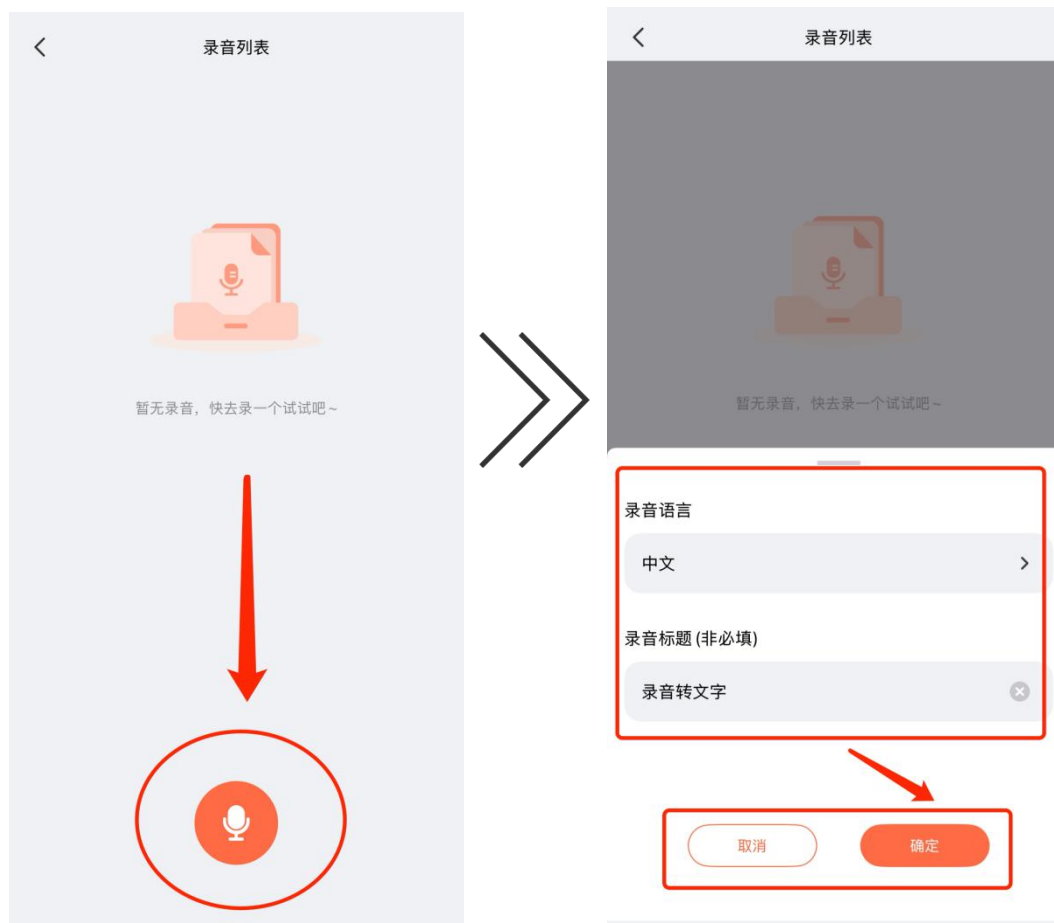 录音列表
暂无录音，快去录一个试试吧~
录音列表
暂无录音，快去录一个试试吧~
录音语言
中文
录音标题(非必填)
录音转文字
取消
确定